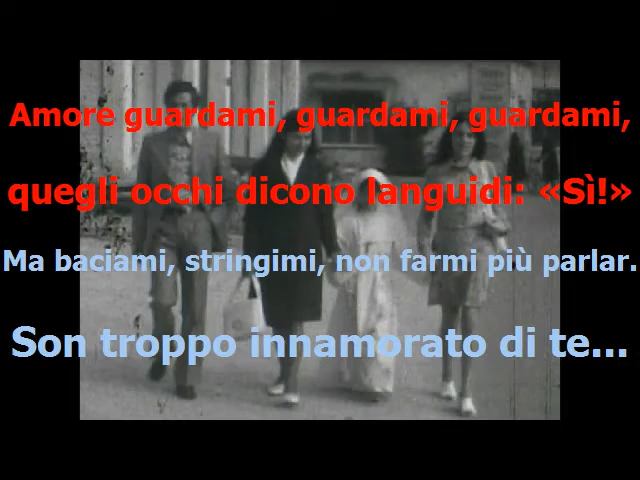 Amore guardami, guardami, guardami,
quegli occhi dicono languidi: «Sì!»
Ma baciami, stringimi, non farmi più parlar.
Son troppo innamorato di te...